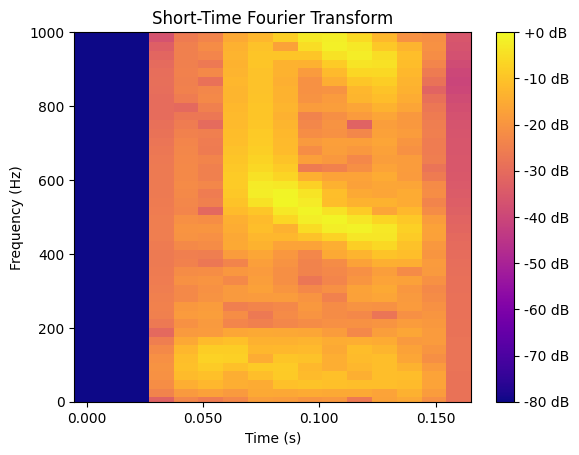 Short-Time Fourier Transform
1000
800
600
400
200
0
Frequency (Hz)
0.000
0.050
0.100
0.150
Time (s)
+0 dB
-10 dB
-20 dB
-30 dB
-40 dB
-50 dB
-60 dB
-70 dB
-80 dB